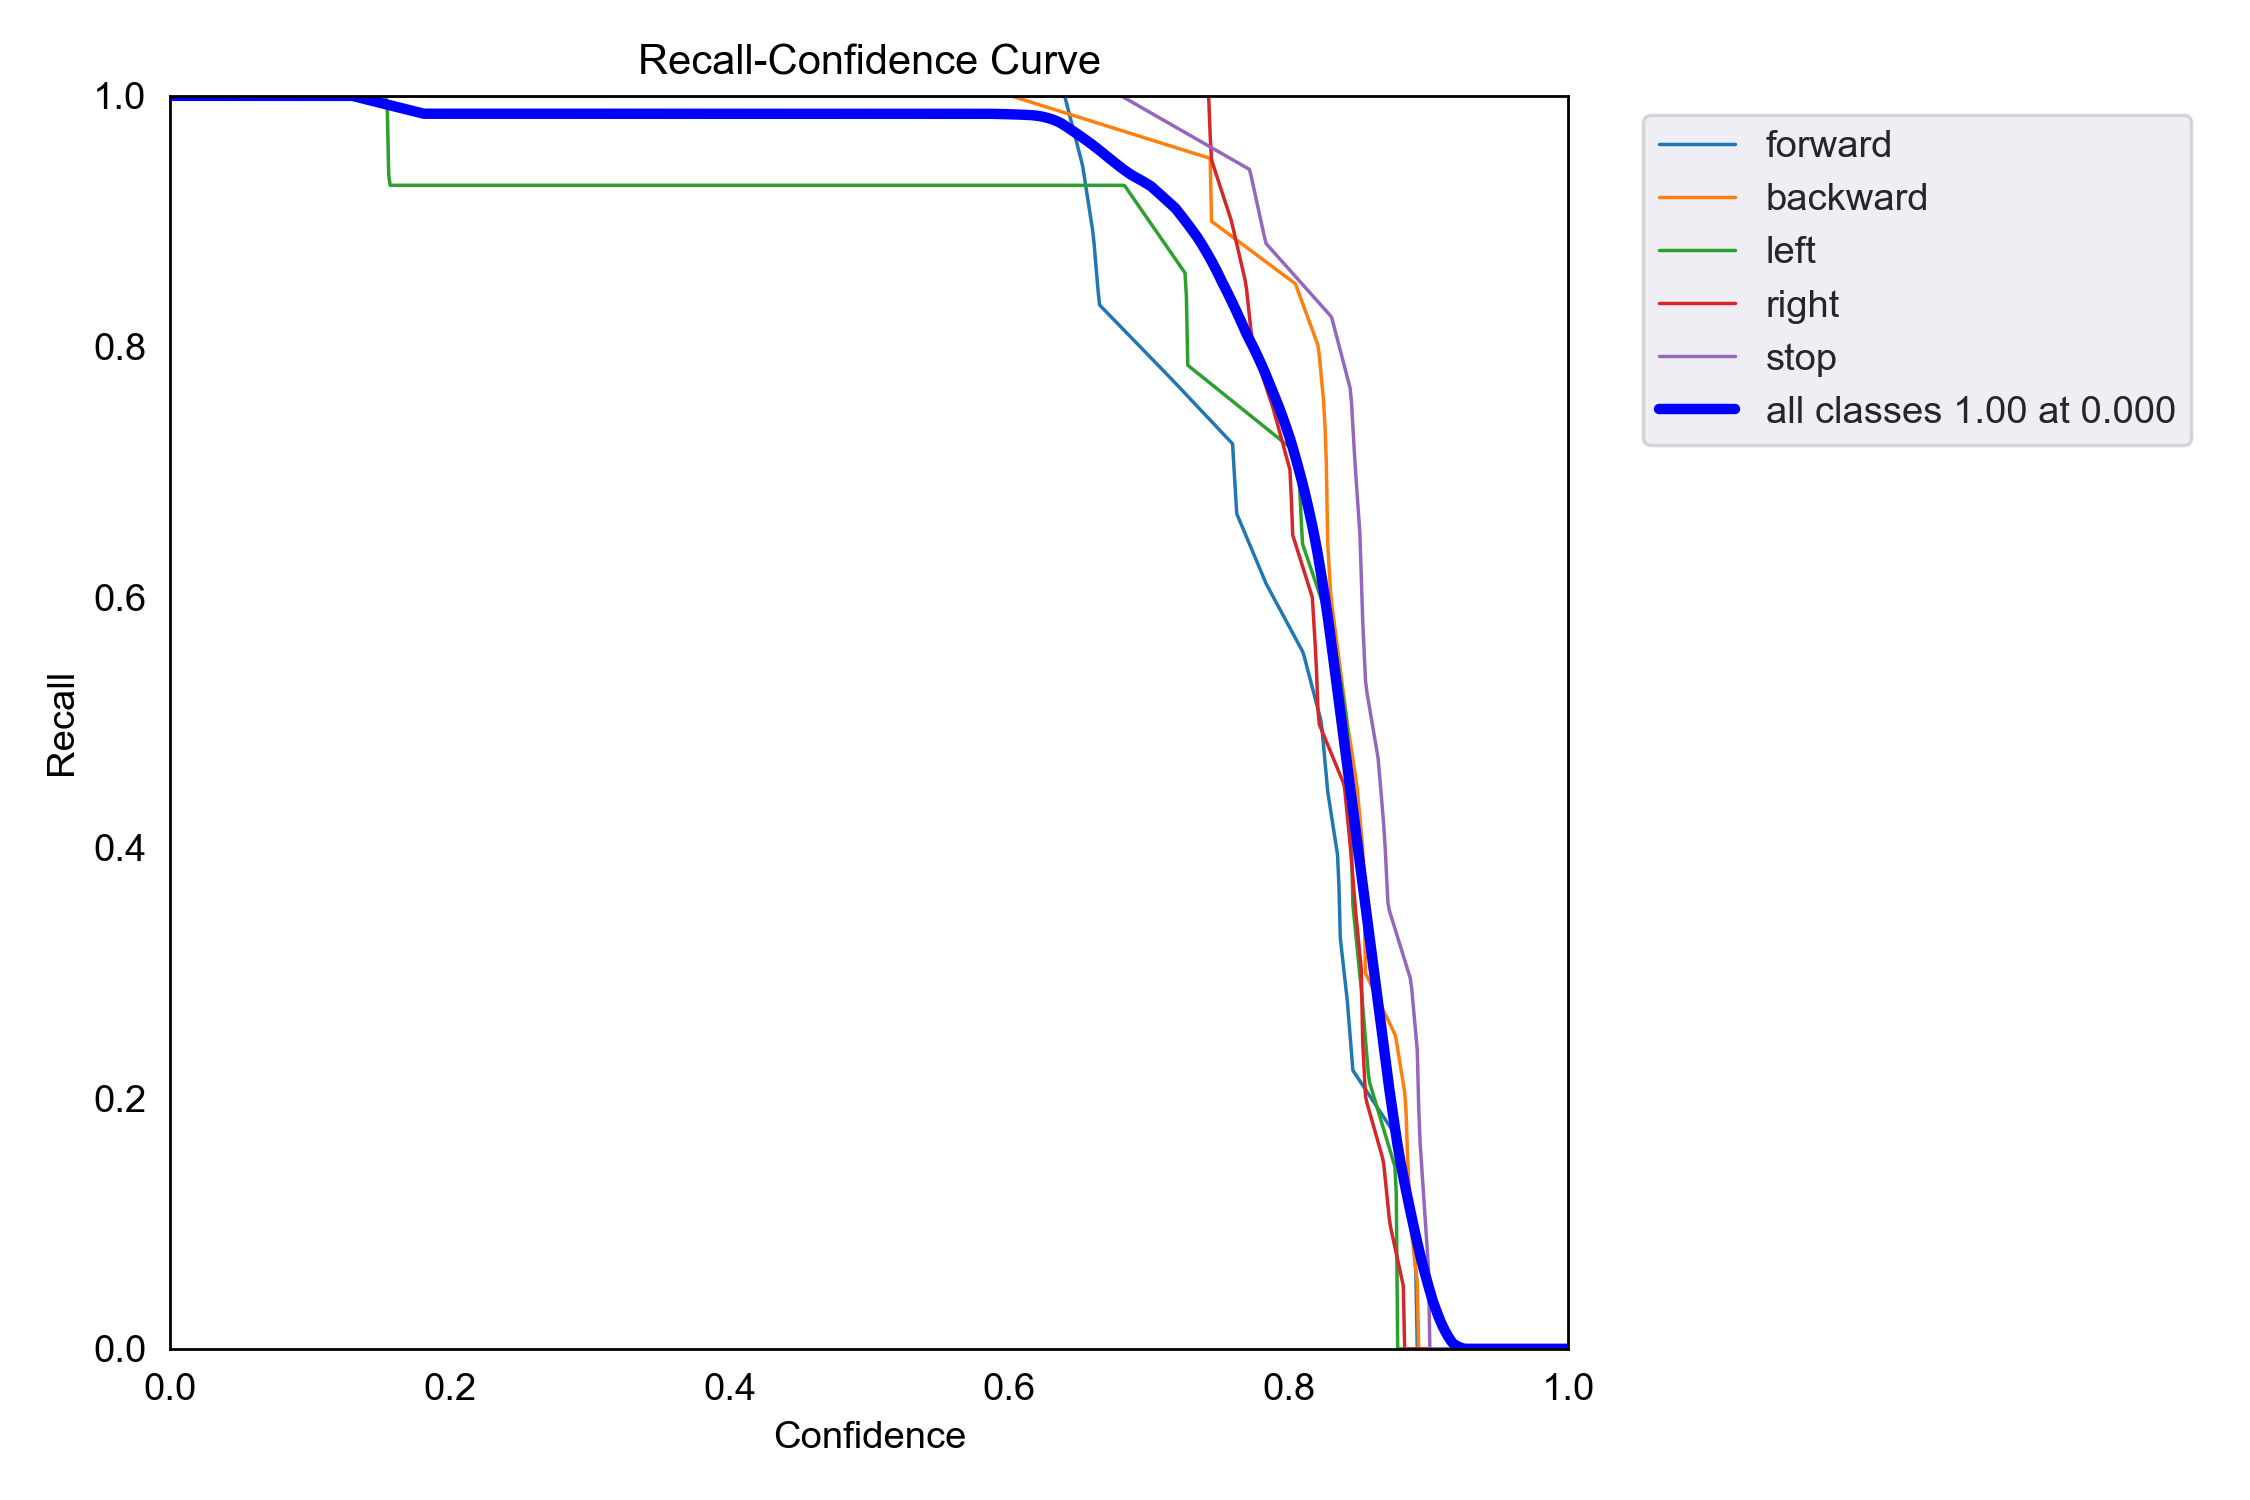 Recall-Confidence Curve
1.0
0.8
0.6
0.4
0.2
0.0
Recall
0.0 0.2 0.4 0.6 0.8 1.0
Confidence
forward
backward
left
right
stop
all classes 1.00 at 0.000